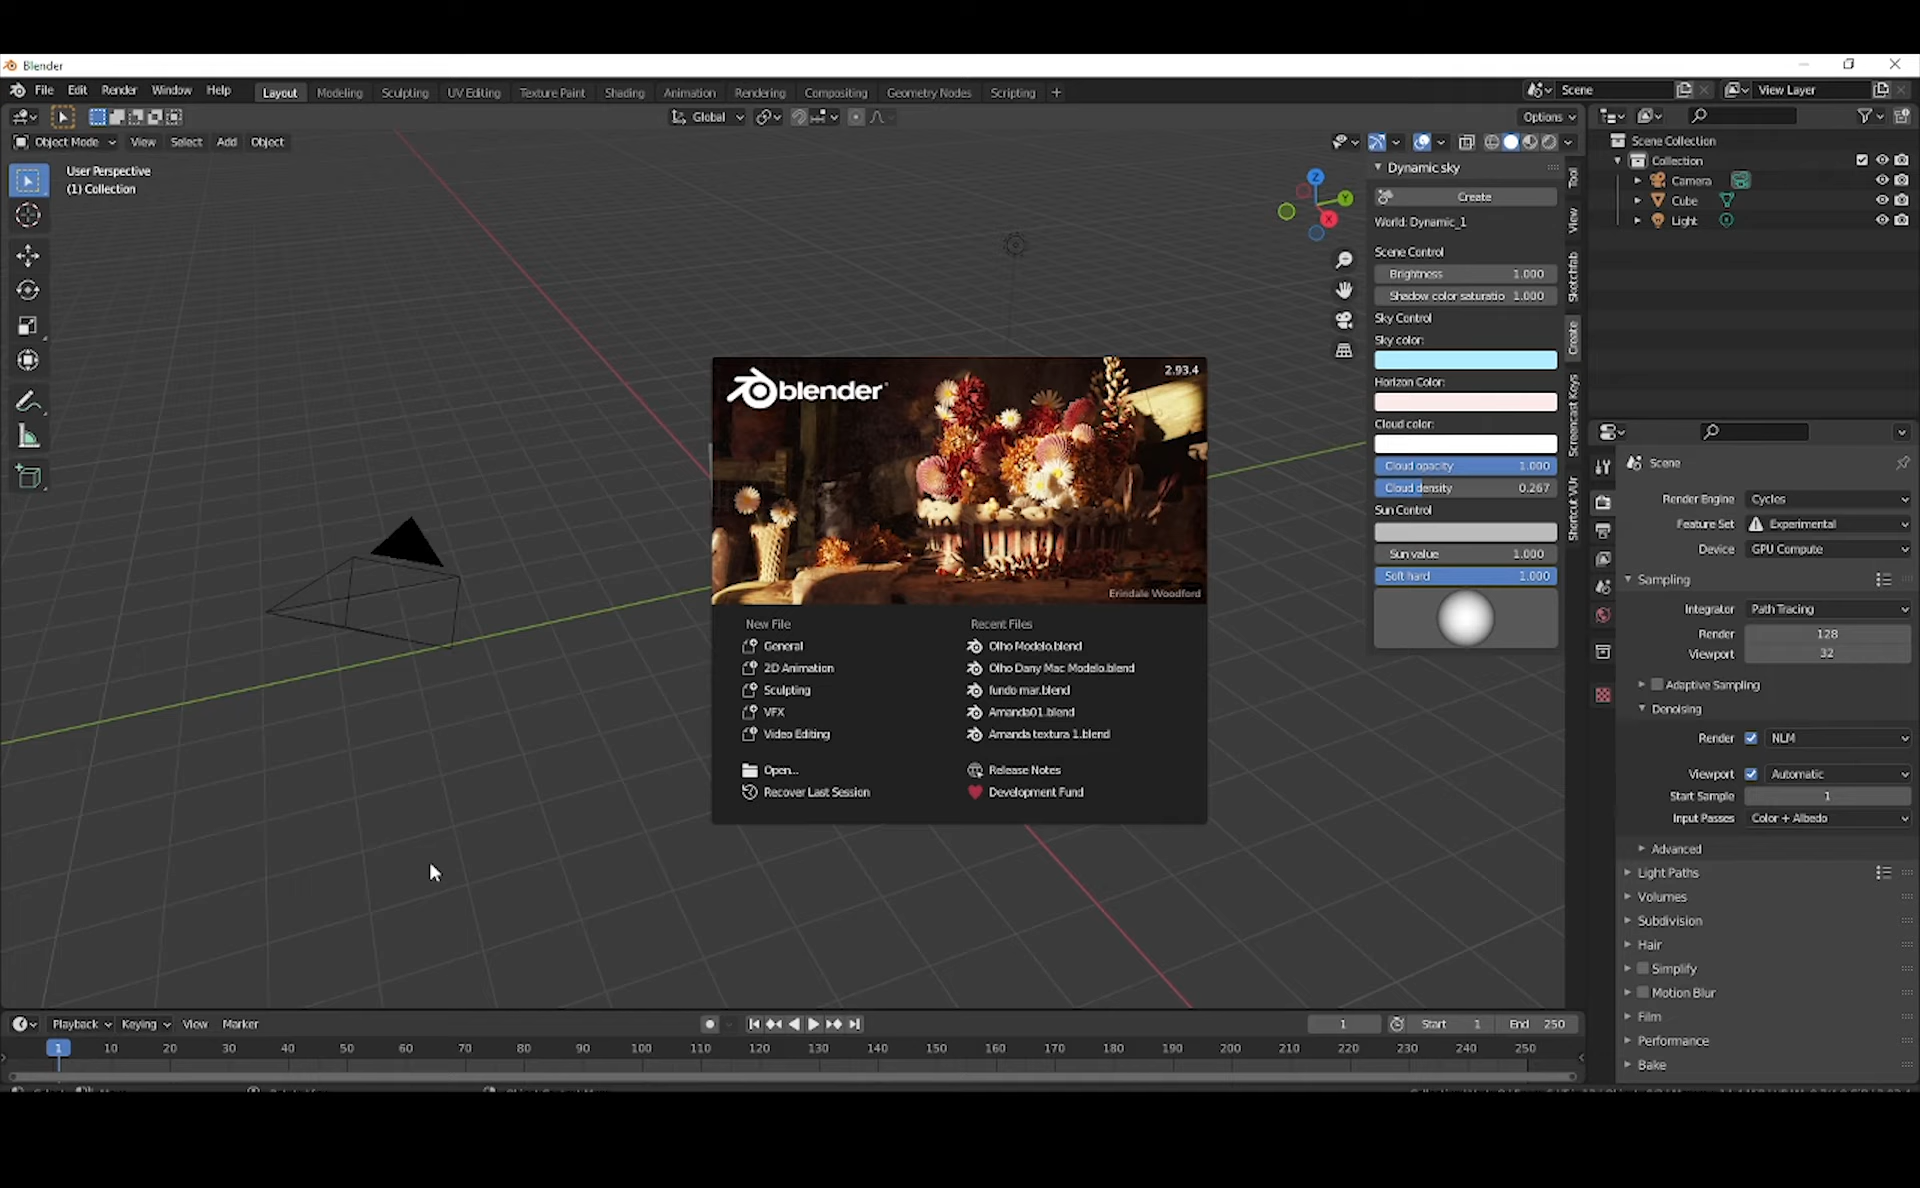 Blender
File Edit Render Window Help Layout Modeling Sculpting UV Editing Texture Paint Shading Animation Rendering Compositing Geometry Nodes Scripting + Scene View Layer
Global Options
Object Mode View Select Add Object
User Perspective
(1) Collection
Z
Y
X
Dynamic sky
Create
World: Dynamic_1
Scene Control
Brightness 1.000
Shadow color saturatio 1.000
Sky Control
Sky color:
Horizon Color:
Cloud color:
Cloud opacity 1.000
Cloud density 0.267
Sun Control
Sun value 1.000
Soft hard 1.000
Tool
View
Sketchfab
Create
Screencast Keys
Shortcut VUr
Scene Collection
Collection
Camera
Cube
Light
blender
2.93.4
Erindale Woodford
New File
General
2D Animation
Sculpting
VFX
Video Editing
Open...
Recover Last Session
Recent Files
Olho Modelo.blend
Olho Dany Mac Modelo.blend
fundo mar.blend
Amanda01.blend
Amanda textura 1.blend
Release Notes
Development Fund
Scene
Render Engine Cycles
Feature Set Experimental
Device GPU Compute
Sampling
Integrator Path Tracing
Render 128
Viewport 32
Adaptive Sampling
Denoising
Render NLM
Viewport Automatic
Start Sample 1
Input Passes Color + Albedo
Advanced
Light Paths
Volumes
Subdivision
Hair
Simplify
Motion Blur
Film
Performance
Bake
Playback Keying View Marker 1 Start 1 End 250
1 10 20 30 40 50 60 70 80 90 100 110 120 130 140 150 160 170 180 190 200 210 220 230 240 250